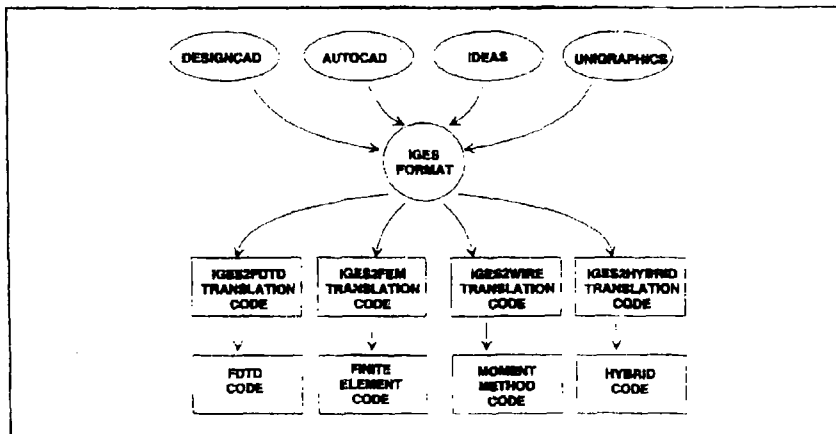 DESIGNCAD
AUTOCAD
IDEAS
UNIGRAPHICS
IGES
FORMAT
IGES2FDTD
TRANSLATION
CODE
IGES2FEM
TRANSLATION
CODE
IGES2WIRE
TRANSLATION
CODE
IGES2HYBRID
TRANSLATION
CODE
FDTD
CODE
FINITE
ELEMENT
CODE
MOMENT
METHOD
CODE
HYBRID
CODE